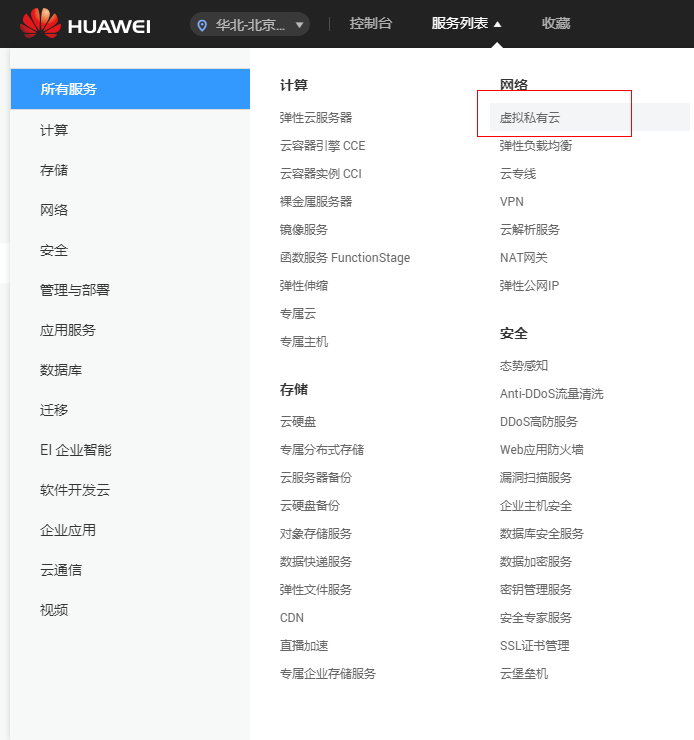 HUAWEI
华北-北京...
控制台
服务列表
收藏
所有服务
计算
存储
网络
安全
管理与部署
应用服务
数据库
迁移
EI 企业智能
软件开发云
企业应用
云通信
视频
计算
弹性云服务器
云容器引擎 CCE
云容器实例 CCI
裸金属服务器
镜像服务
函数服务 FunctionStage
弹性伸缩
专属云
专属主机
存储
云硬盘
专属分布式存储
云服务器备份
云硬盘备份
对象存储服务
数据快递服务
弹性文件服务
CDN
直播加速
专属企业存储服务
网络
虚拟私有云
弹性负载均衡
云专线
VPN
云解析服务
NAT网关
弹性公网IP
安全
态势感知
Anti-DDoS流量清洗
DDoS高防服务
Web应用防火墙
漏洞扫描服务
企业主机安全
数据库安全服务
数据加密服务
密钥管理服务
安全专家服务
SSL证书管理
云堡垒机